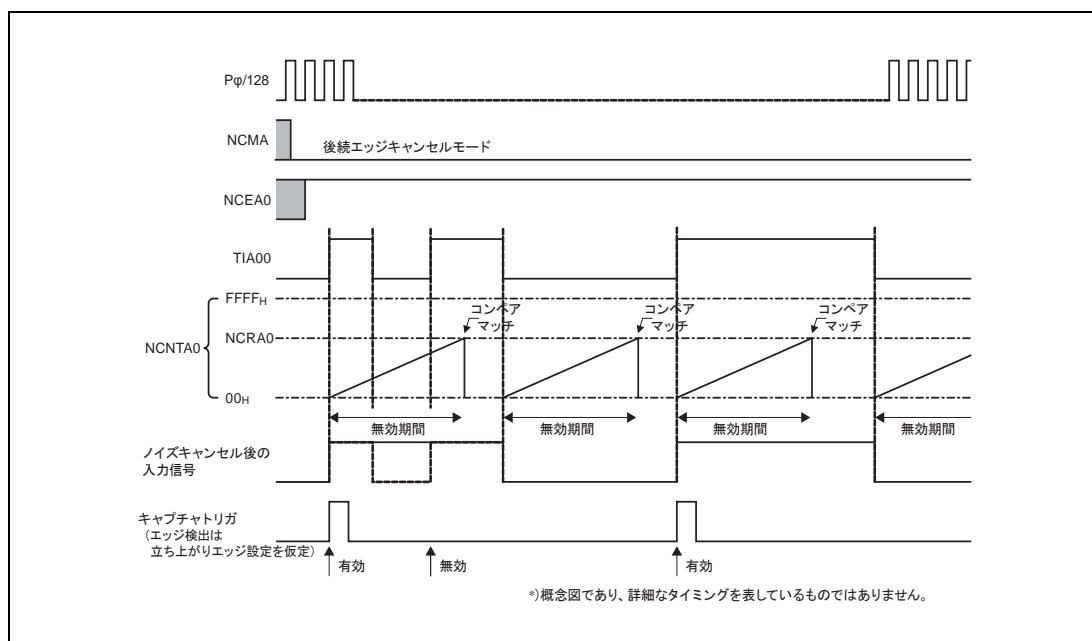 Pφ/128
NCMA
後続エッジキャンセルモード
NCEA0
TIA00
FFFFH
コンペア
マッチ
コンペア
マッチ
コンペア
マッチ
NCNTA0
NCRA0
00H
無効期間
無効期間
無効期間
無効期間
ノイズキャンセル後の
入力信号
キャプチャトリガ
(エッジ検出は
立ち上がりエッジ設定を仮定)
有効
無効
有効
*)概念図であり、詳細なタイミングを表しているものではありません。